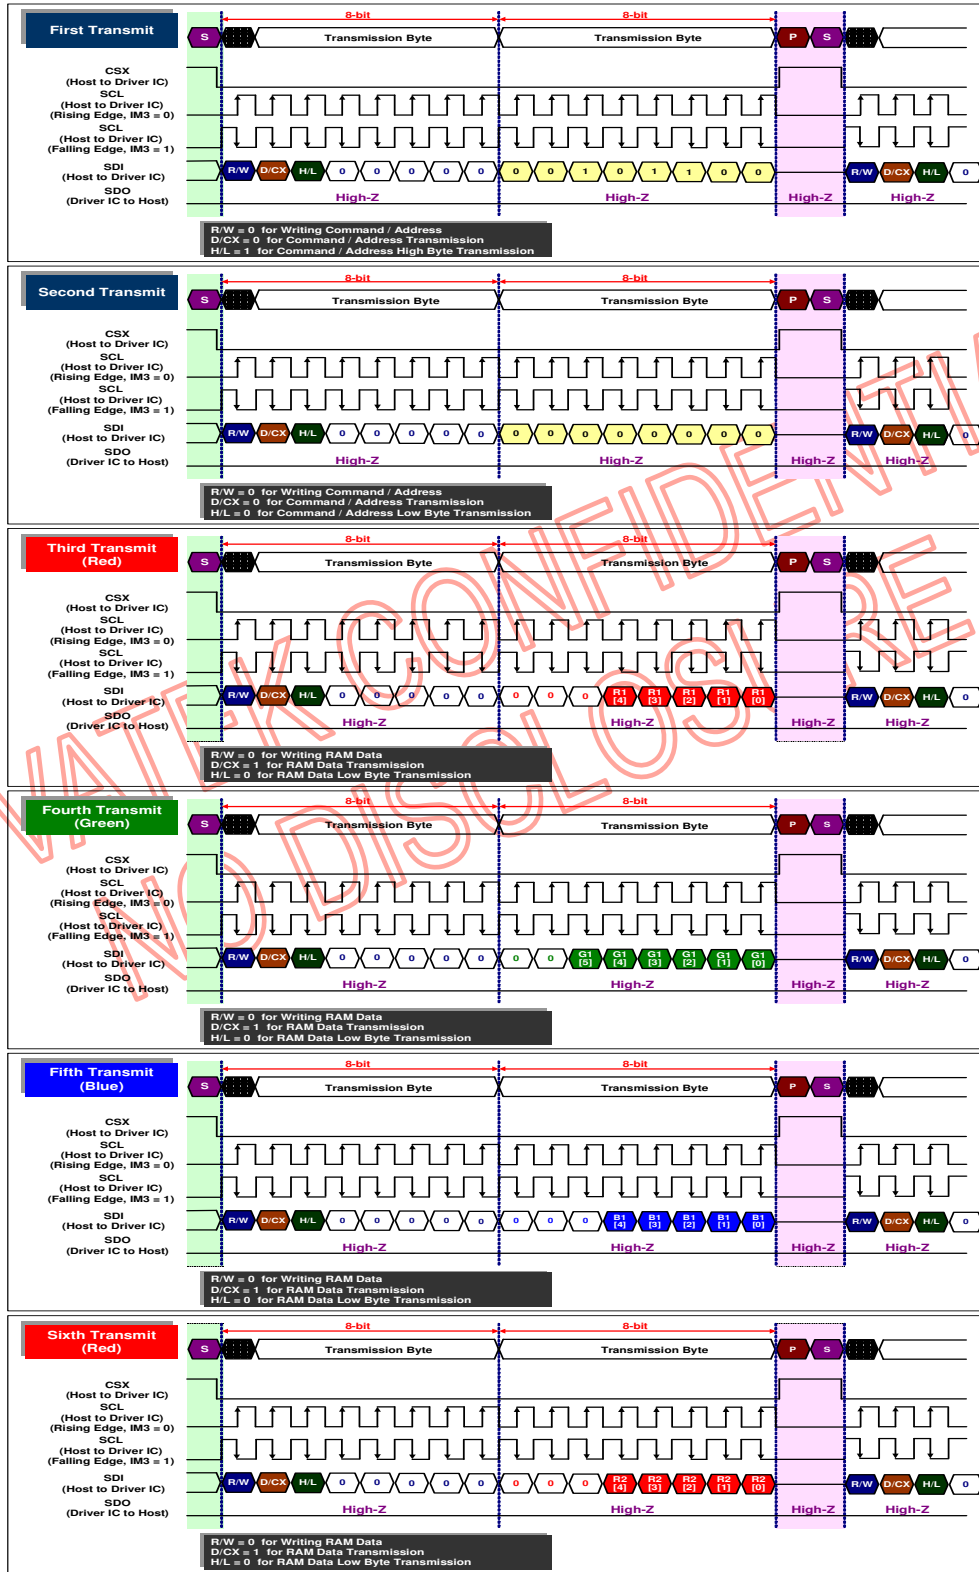 First Transmit
8-bit 8-bit
S Transmission Byte Transmission Byte P S
CSX
(Host to Driver IC)
SCL
(Host to Driver IC)
(Rising Edge, IM3 = 0)
SCL
(Host to Driver IC)
(Falling Edge, IM3 = 1)
SDI
(Host to Driver IC)
R/W D/CX H/L 0 0 0 0 0 0 0 1 0 1 1 0 0 R/W D/CX H/L 0
SDO
(Driver IC to Host)
High-Z High-Z High-Z High-Z
R/W = 0 for Writing Command / Address
D/CX = 0 for Command / Address Transmission
H/L = 1 for Command / Address High Byte Transmission
Second Transmit
8-bit 8-bit
S Transmission Byte Transmission Byte P S
CSX
(Host to Driver IC)
SCL
(Host to Driver IC)
(Rising Edge, IM3 = 0)
SCL
(Host to Driver IC)
(Falling Edge, IM3 = 1)
SDI
(Host to Driver IC)
R/W D/CX H/L 0 0 0 0 0 0 0 0 0 0 0 0 0 R/W D/CX H/L 0
SDO
(Driver IC to Host)
High-Z High-Z High-Z High-Z
R/W = 0 for Writing Command / Address
D/CX = 0 for Command / Address Transmission
H/L = 0 for Command / Address Low Byte Transmission
Third Transmit
(Red)
8-bit 8-bit
S Transmission Byte Transmission Byte P S
CSX
(Host to Driver IC)
SCL
(Host to Driver IC)
(Rising Edge, IM3 = 0)
SCL
(Host to Driver IC)
(Falling Edge, IM3 = 1)
SDI
(Host to Driver IC)
R/W D/CX H/L 0 0 0 0 0 0 0 0 R1[4] R1[3] R1[2] R1[1] R1[0] R/W D/CX H/L 0
SDO
(Driver IC to Host)
High-Z High-Z High-Z High-Z
R/W = 0 for Writing RAM Data
D/CX = 1 for RAM Data Transmission
H/L = 0 for RAM Data Low Byte Transmission
Fourth Transmit
(Green)
8-bit 8-bit
S Transmission Byte Transmission Byte P S
CSX
(Host to Driver IC)
SCL
(Host to Driver IC)
(Rising Edge, IM3 = 0)
SCL
(Host to Driver IC)
(Falling Edge, IM3 = 1)
SDI
(Host to Driver IC)
R/W D/CX H/L 0 0 0 0 0 0 0 G1[5] G1[4] G1[3] G1[2] G1[1] G1[0] R/W D/CX H/L 0
SDO
(Driver IC to Host)
High-Z High-Z High-Z High-Z
R/W = 0 for Writing RAM Data
D/CX = 1 for RAM Data Transmission
H/L = 0 for RAM Data Low Byte Transmission
Fifth Transmit
(Blue)
8-bit 8-bit
S Transmission Byte Transmission Byte P S
CSX
(Host to Driver IC)
SCL
(Host to Driver IC)
(Rising Edge, IM3 = 0)
SCL
(Host to Driver IC)
(Falling Edge, IM3 = 1)
SDI
(Host to Driver IC)
R/W D/CX H/L 0 0 0 0 0 0 0 0 B1[4] B1[3] B1[2] B1[1] B1[0] R/W D/CX H/L 0
SDO
(Driver IC to Host)
High-Z High-Z High-Z High-Z
R/W = 0 for Writing RAM Data
D/CX = 1 for RAM Data Transmission
H/L = 0 for RAM Data Low Byte Transmission
Sixth Transmit
(Red)
8-bit 8-bit
S Transmission Byte Transmission Byte P S
CSX
(Host to Driver IC)
SCL
(Host to Driver IC)
(Rising Edge, IM3 = 0)
SCL
(Host to Driver IC)
(Falling Edge, IM3 = 1)
SDI
(Host to Driver IC)
R/W D/CX H/L 0 0 0 0 0 0 0 0 R2[4] R2[3] R2[2] R2[1] R2[0] R/W D/CX H/L 0
SDO
(Driver IC to Host)
High-Z High-Z High-Z High-Z
R/W = 0 for Writing RAM Data
D/CX = 1 for RAM Data Transmission
H/L = 0 for RAM Data Low Byte Transmission
VATEK CONFIDENTIA
NO DISCLOSURE